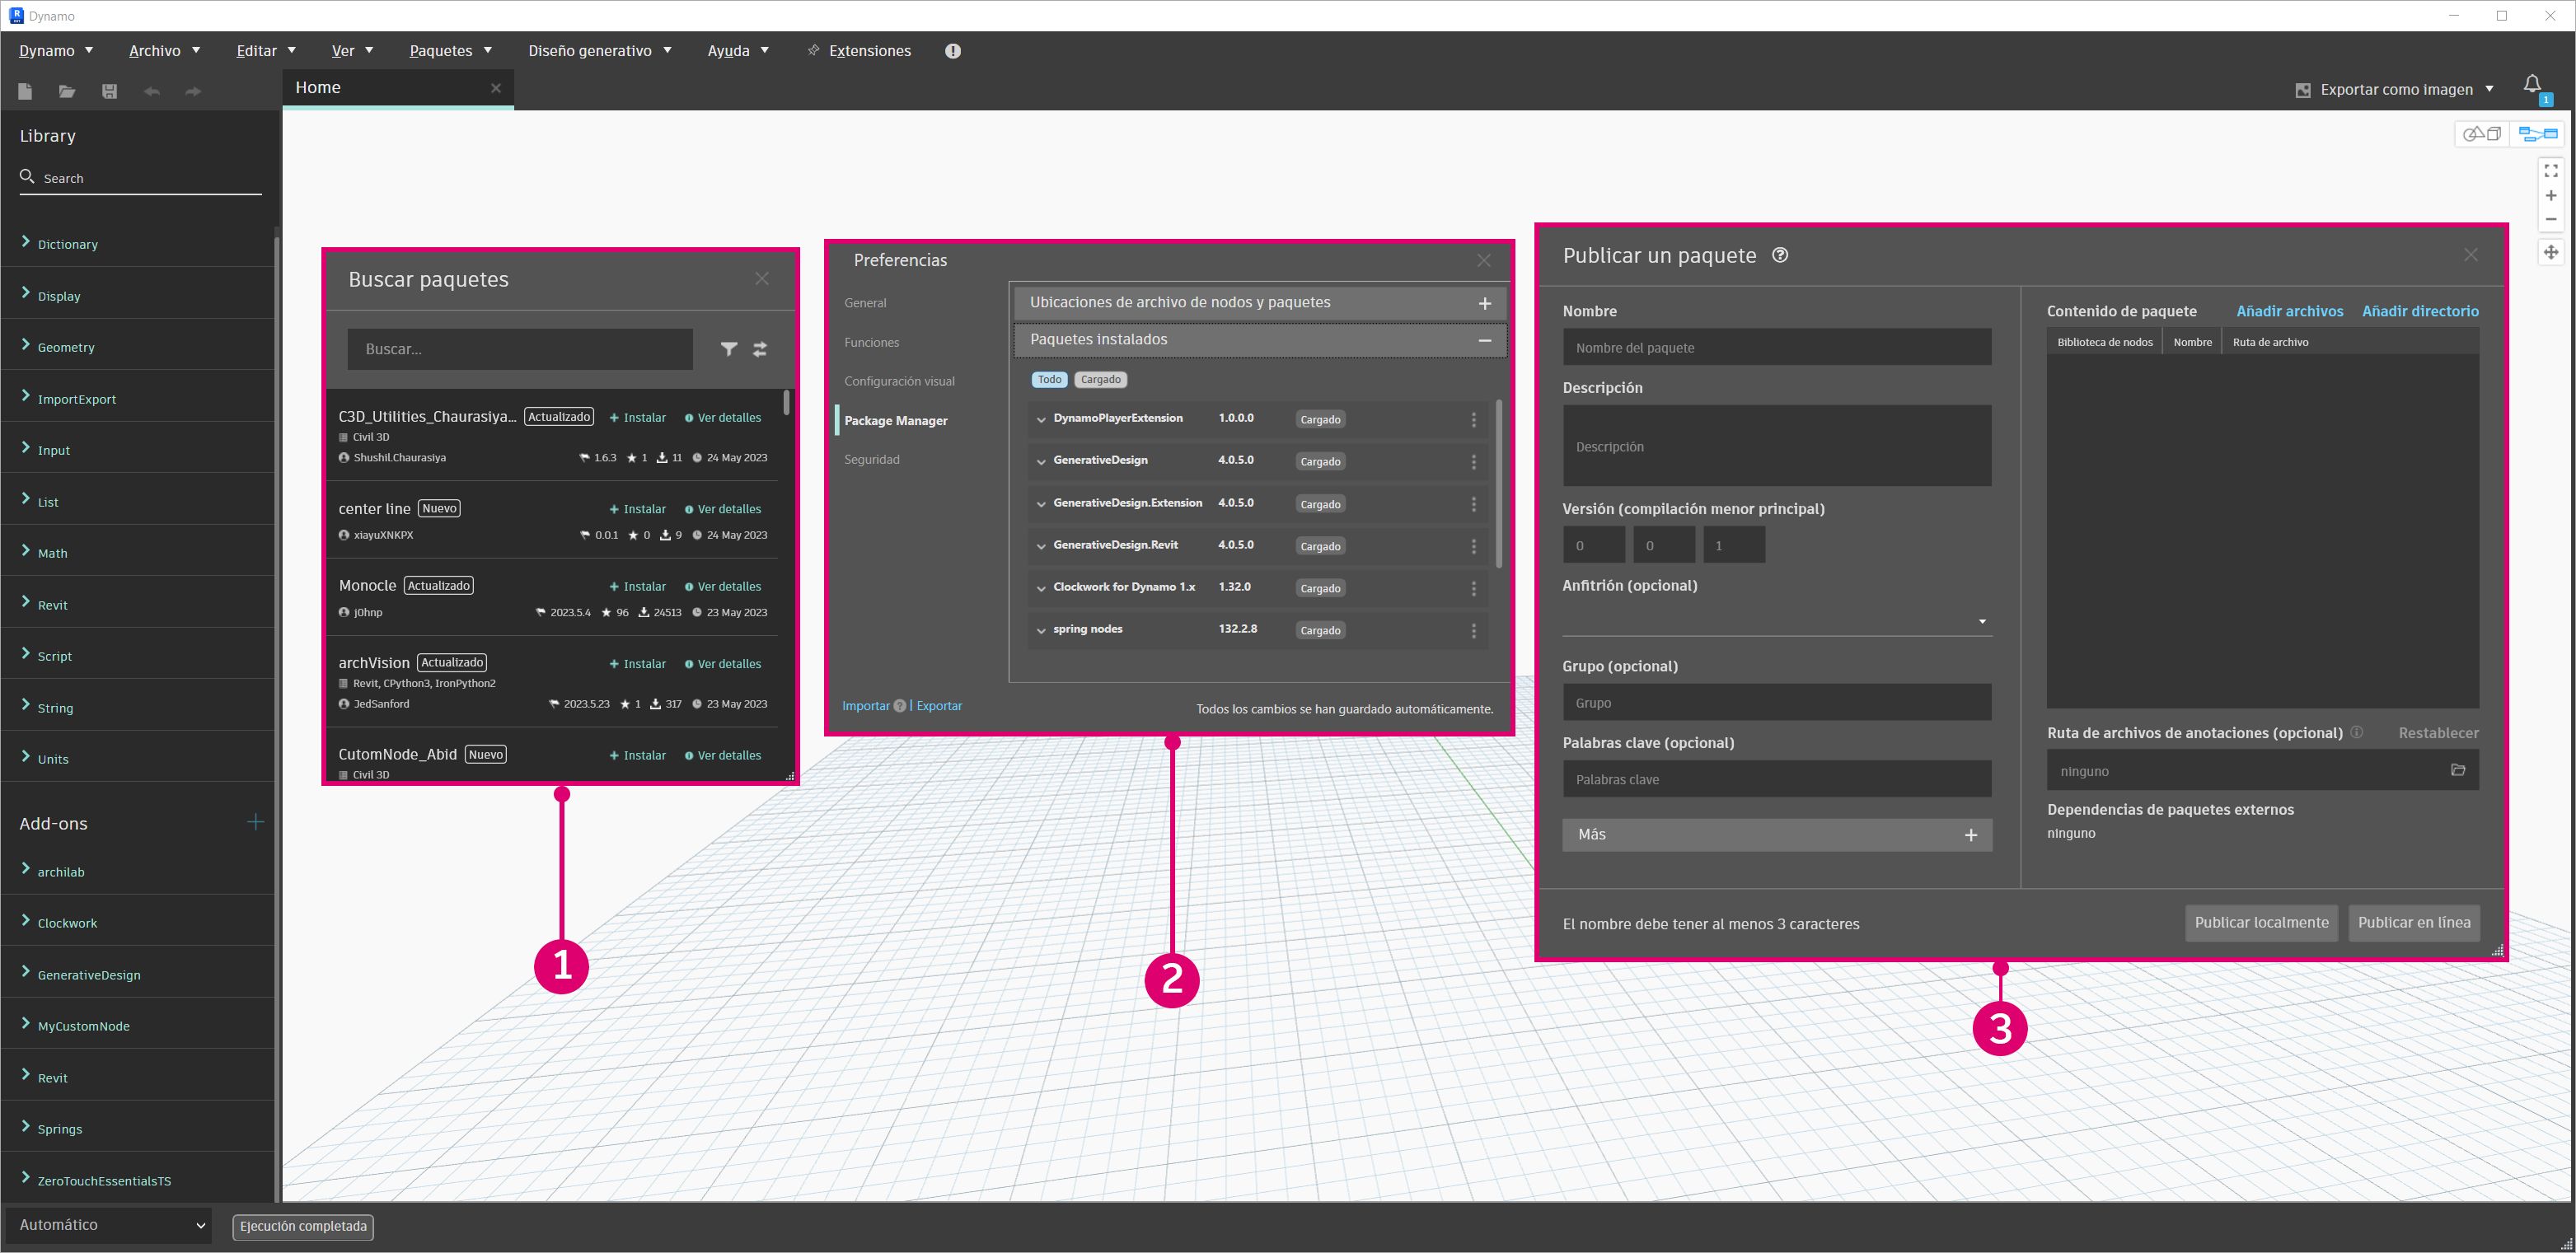 Dynamo
Dynamo Archivo Editar Ver Paquetes Diseño generativo Ayuda Extensiones
Home
Exportar como imagen
1
Library
Search
Dictionary
Display
Geometry
ImportExport
Input
List
Math
Revit
Script
String
Units
Add-ons
archilab
Clockwork
GenerativeDesign
MyCustomNode
Revit
Springs
ZeroTouchEssentialsTS
Automático
Ejecución completada
Buscar paquetes
Buscar...
C3D_Utilities_Chaurasiya... Actualizado Instalar Ver detalles
Civil 3D
Shushil.Chaurasiya 1.6.3 1 11 24 May 2023
center line Nuevo Instalar Ver detalles
xiayuXNKPX 0.0.1 0 9 24 May 2023
Monocle Actualizado Instalar Ver detalles
j0hnp 2023.5.4 96 24513 23 May 2023
archVision Actualizado Instalar Ver detalles
Revit, CPython3, IronPython2
JedSanford 2023.5.23 1 317 23 May 2023
CutomNode_Abid Nuevo Instalar Ver detalles
Civil 3D
1
Preferencias
General
Funciones
Configuración visual
Package Manager
Seguridad
Ubicaciones de archivo de nodos y paquetes
Paquetes instalados
Todo Cargado
DynamoPlayerExtension 1.0.0.0 Cargado
GenerativeDesign 4.0.5.0 Cargado
GenerativeDesign.Extension 4.0.5.0 Cargado
GenerativeDesign.Revit 4.0.5.0 Cargado
Clockwork for Dynamo 1.x 1.32.0 Cargado
spring nodes 132.2.8 Cargado
Importar ? | Exportar
Todos los cambios se han guardado automáticamente.
2
Publicar un paquete ?
Nombre
Nombre del paquete
Descripción
Descripción
Versión (compilación menor principal)
0 0 1
Anfitrión (opcional)
Grupo (opcional)
Grupo
Palabras clave (opcional)
Palabras clave
Más
Contenido de paquete Añadir archivos Añadir directorio
Biblioteca de nodos Nombre Ruta de archivo
Ruta de archivos de anotaciones (opcional) Restablecer
ninguno
Dependencias de paquetes externos
ninguno
El nombre debe tener al menos 3 caracteres
Publicar localmente Publicar en línea
3